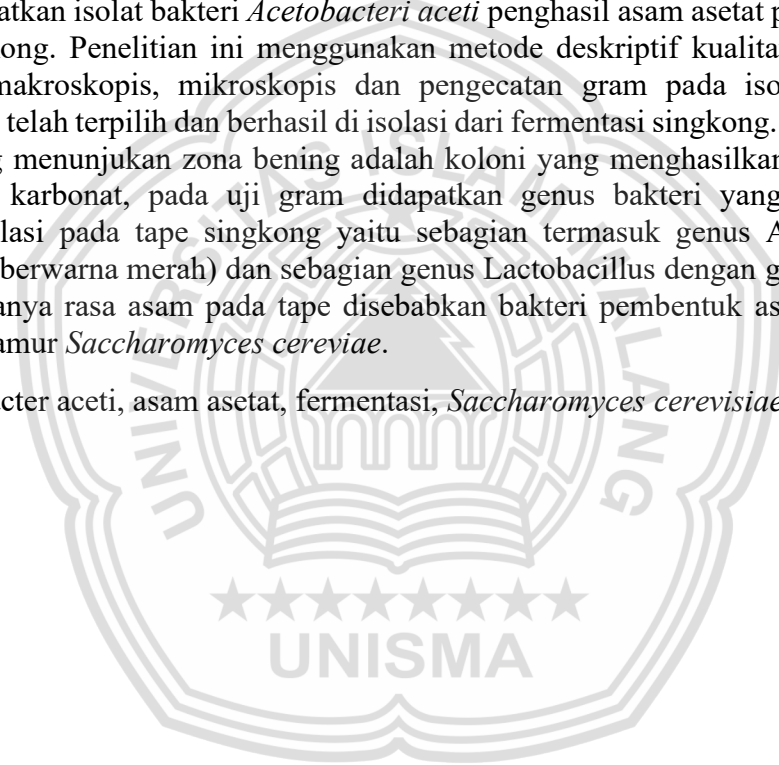 atkan isolat bakteri Acetobacteri aceti penghasil asam asetat p
ong. Penelitian ini menggunakan metode deskriptif kualita
makroskopis, mikroskopis dan pengecatan gram pada iso
telah terpilih dan berhasil di isolasi dari fermentasi singkong.
g menunjukan zona bening adalah koloni yang menghasilkan
karbonat, pada uji gram didapatkan genus bakteri yang
lasi pada tape singkong yaitu sebagian termasuk genus A
berwarna merah) dan sebagian genus Lactobacillus dengan g
anya rasa asam pada tape disebabkan bakteri pembentuk as
amur Saccharomyces cereviae.
cter aceti, asam asetat, fermentasi, Saccharomyces cerevisiae
UNIVERSITAS ISLAM MALANG
UNISMA